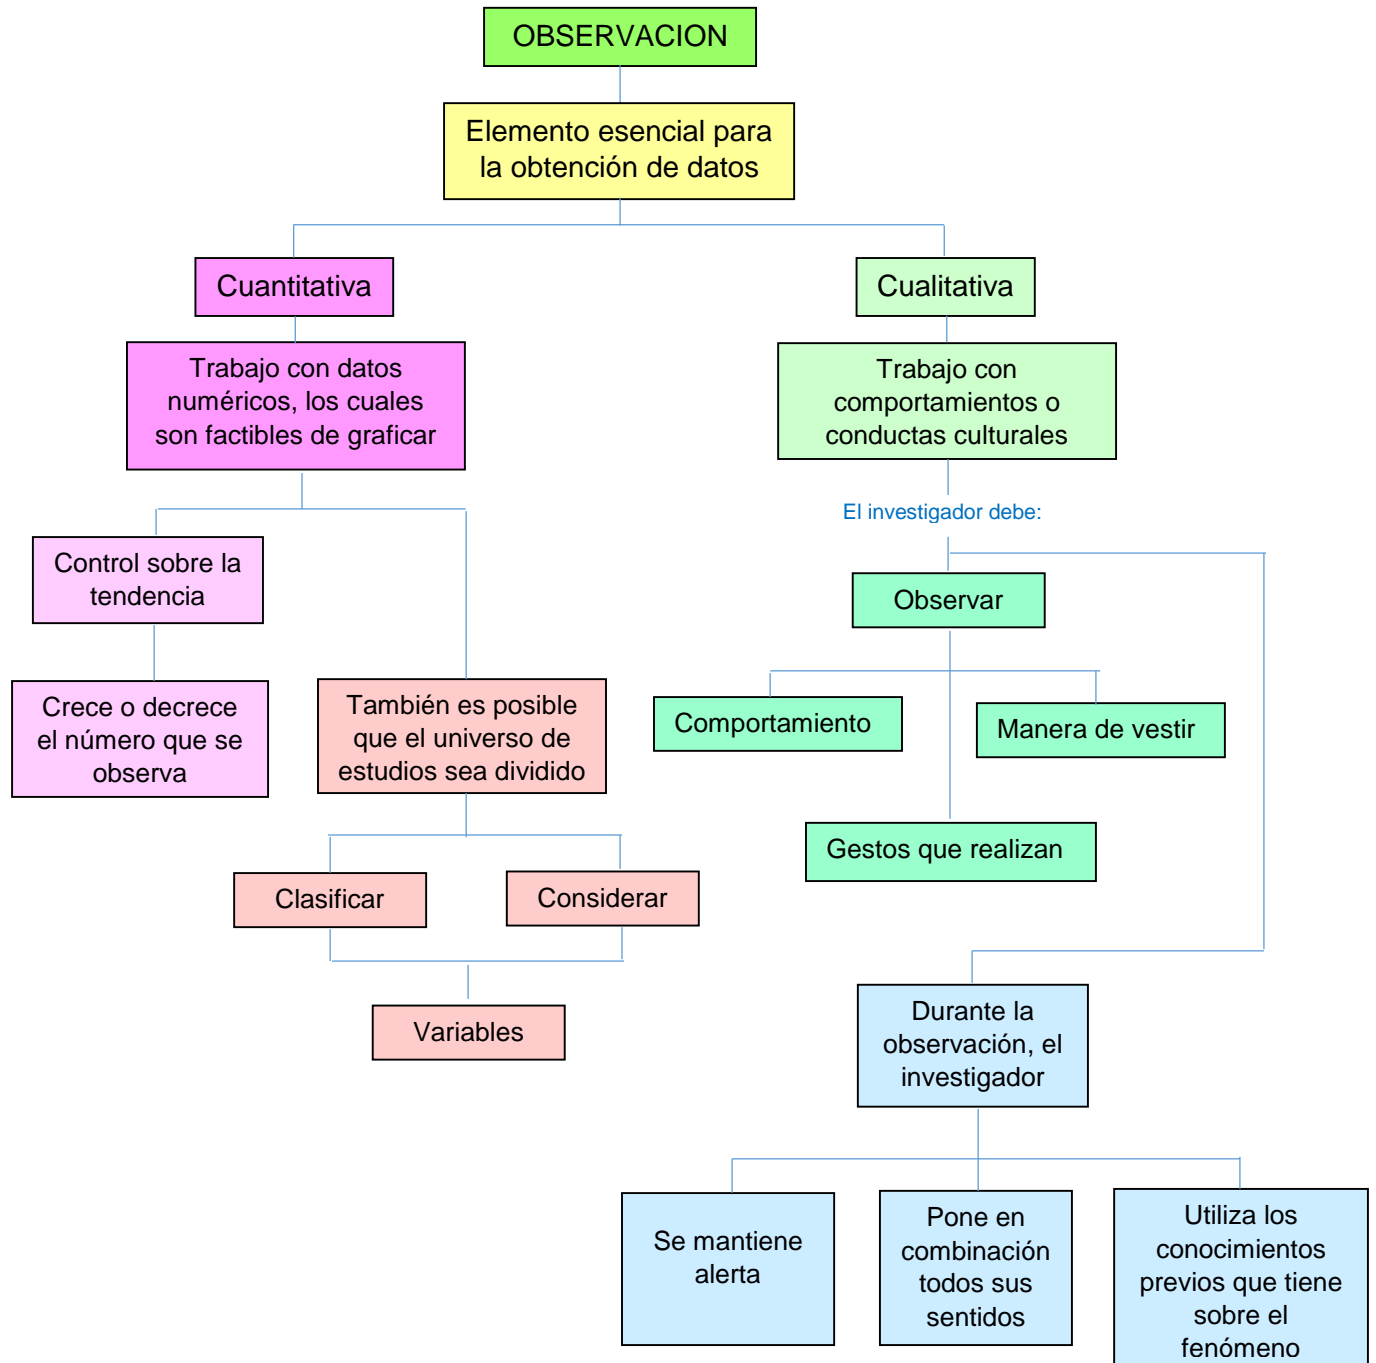 OBSERVACION
Elemento esencial para
la obtención de datos
Cuantitativa
Trabajo con datos
numéricos, los cuales
son factibles de graficar
Control sobre la
tendencia
Crece o decrece
el número que se
observa
También es posible
que el universo de
estudios sea dividido
Clasificar
Considerar
Variables
Cualitativa
Trabajo con
comportamientos o
conductas culturales
El investigador debe:
Observar
Comportamiento
Manera de vestir
Gestos que realizan
Durante la
observación, el
investigador
Se mantiene
alerta
Pone en
combinación
todos sus
sentidos
Utiliza los
conocimientos
previos que tiene
sobre el
fenómeno